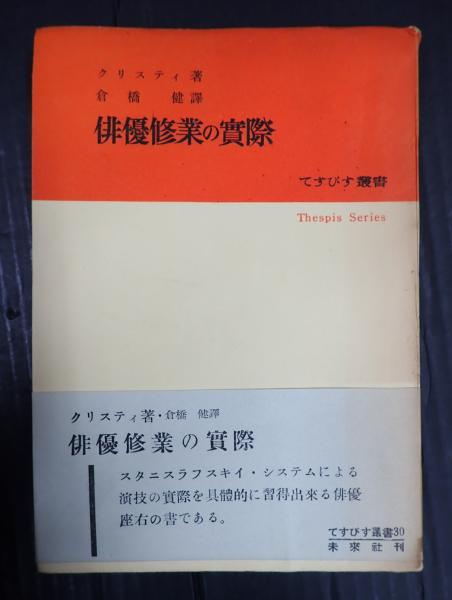 クリスティ著
倉橋健譯
俳優修業の實際
てすぴす叢書
Thespis Series
クリスティ著・倉橋 健譯
俳優修業の實際
スタニスラフスキイ・システムによる
演技の實際を具體的に習得出來る俳優
座右の書である。
てすぴす叢書30
未來社刊